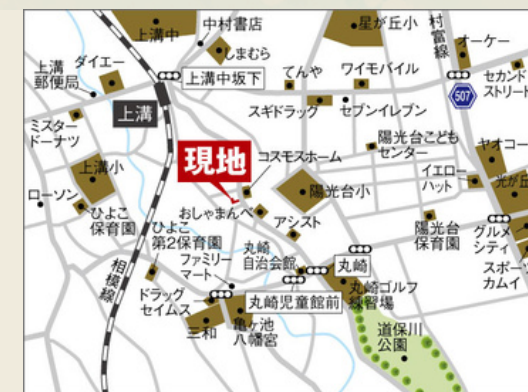 上溝中
中村書店
しまむら
星が丘小
村富線
オーケー
上溝
郵便局
ダイエー
上溝中坂下
てんや
ワイモバイル
セカンド
ストリート
507
上溝
スギドラッグ
セブンイレブン
ミスター
ドーナツ
現地
コスモスホーム
陽光台こども
センター
ヤオコー
上溝小
イエロー
ハット
光が丘
ローソン
陽光台小
ひよこ
保育園
おしゃまんべ
アシスト
陽光台
保育園
グルメ
シティ
ひよこ
第2保育園
丸崎
自治会館
丸崎
スポーツ
カムイ
相模線
ファミリー
マート
ドラッグ
セイムス
丸崎児童館前
丸崎ゴルフ
練習場
三和
亀ヶ池
八幡宮
道保川
公園